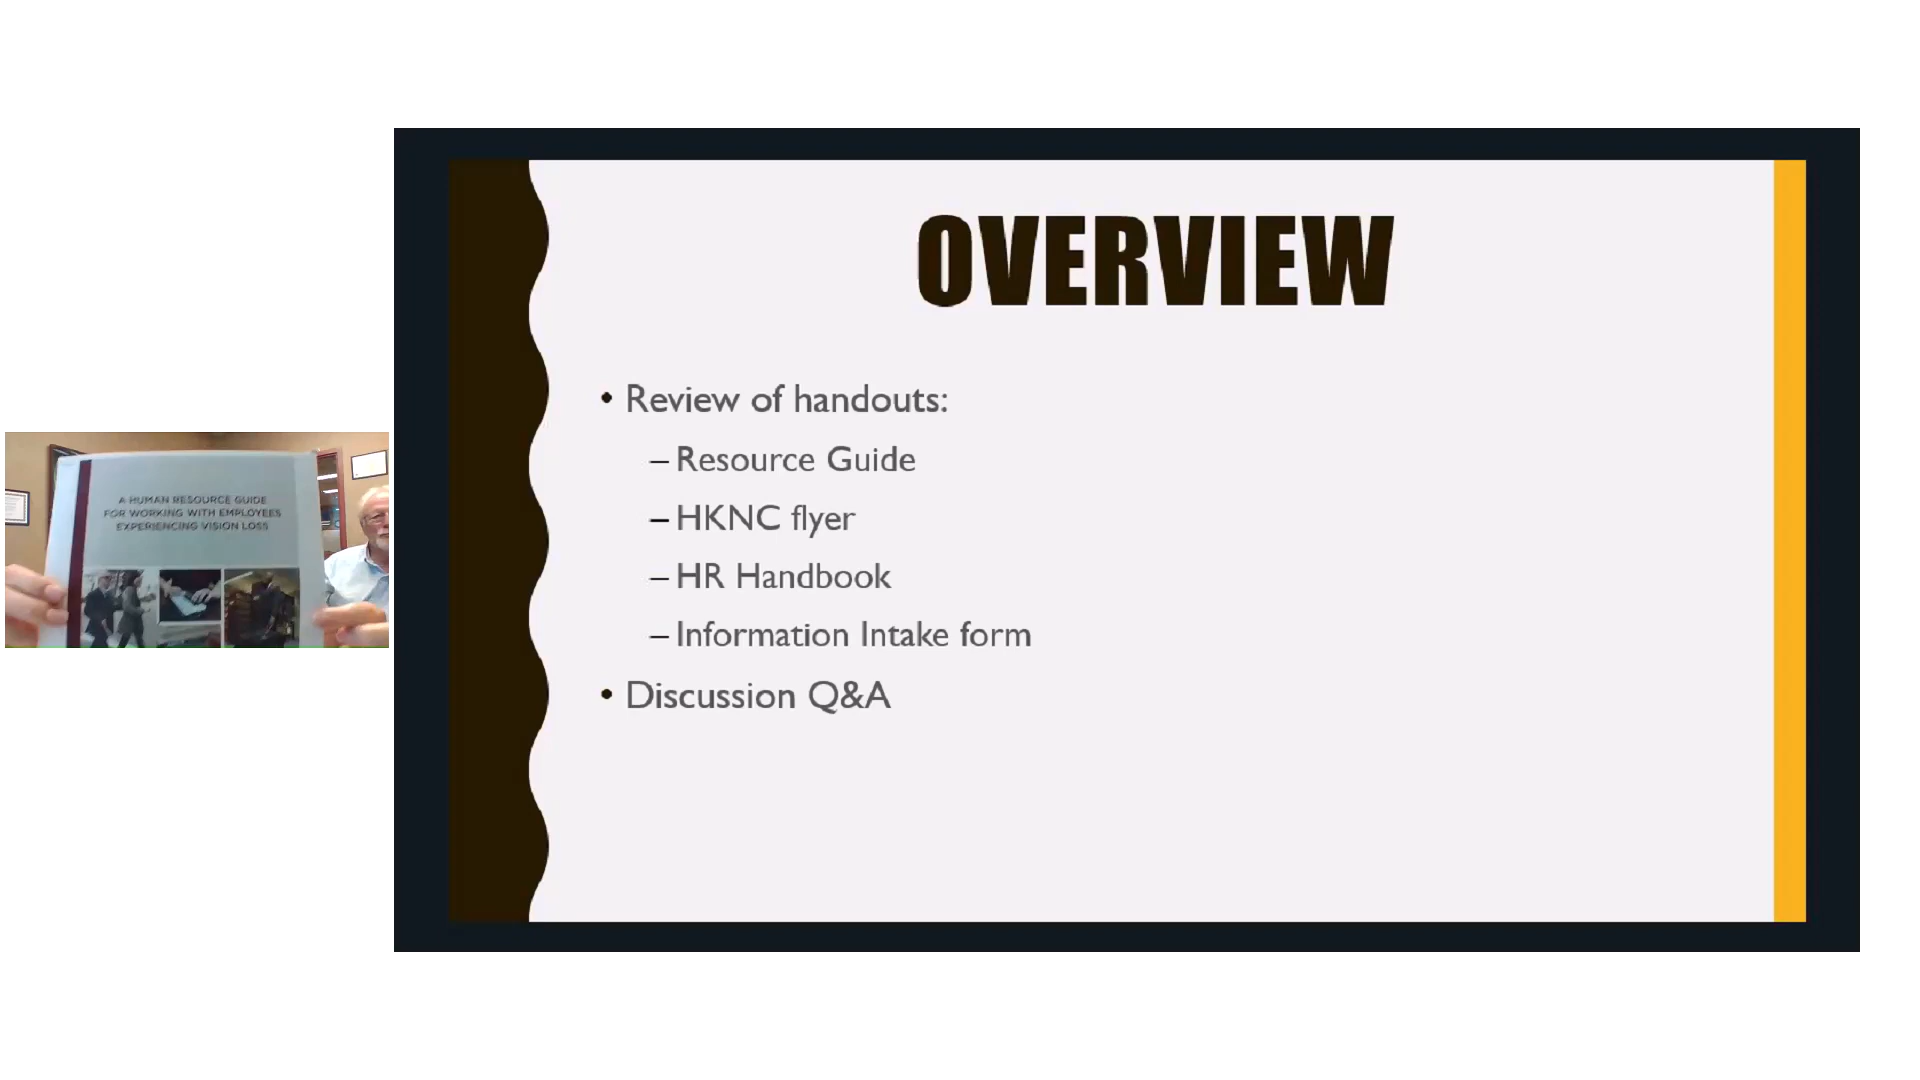 A HUMAN RESOURCE GUIDE
FOR WORKING WITH EMPLOYEES
EXPERIENCING VISION LOSS
OVERVIEW
• Review of handouts:
– Resource Guide
– HKNC flyer
– HR Handbook
– Information Intake form
• Discussion Q&A